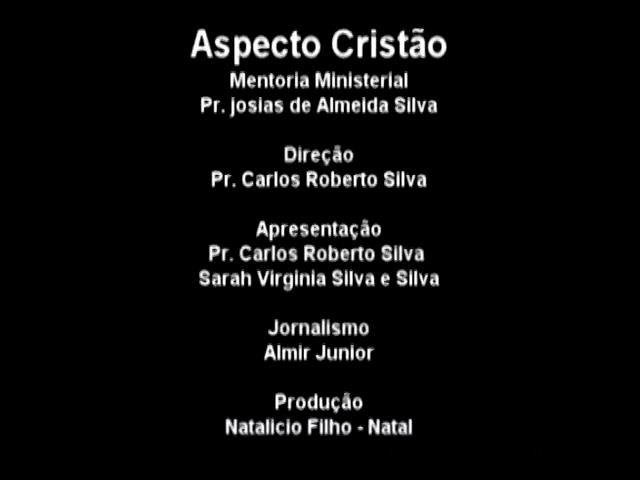 Aspecto Cristão
Mentoria Ministerial
Pr. josias de Almeida Silva
Direção
Pr. Carlos Roberto Silva
Apresentação
Pr. Carlos Roberto Silva
Sarah Virginia Silva e Silva
Jornalismo
Almir Junior
Produção
Natalicio Filho - Natal